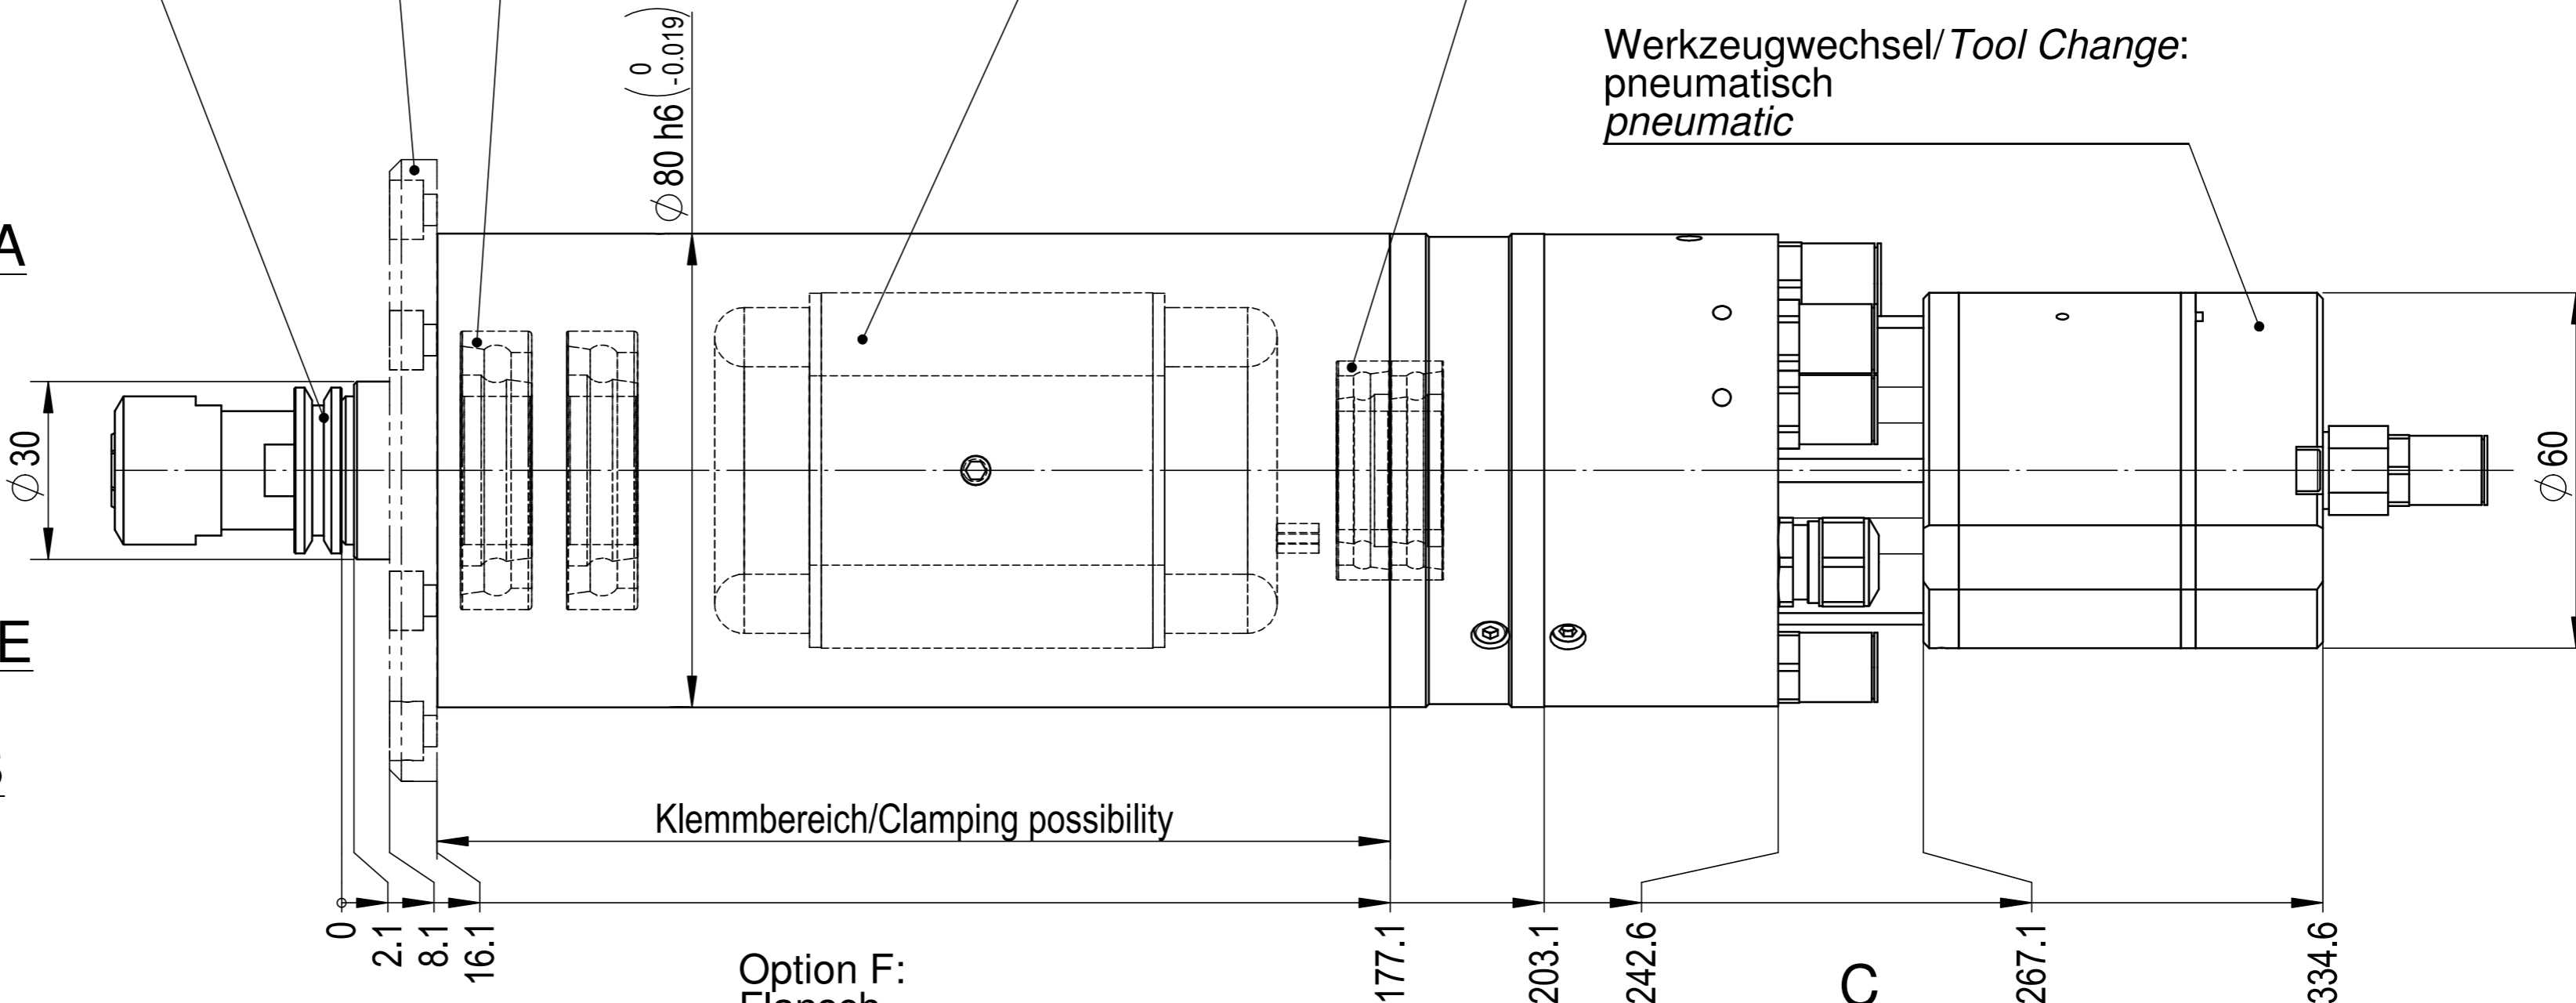 Werkzeugwechsel/Tool Change:
pneumatisch
pneumatic
⌀ 80 h6 ( 0 -0.019 )
A
⌀ 30
⌀ 60
E
Klemmbereich/Clamping possibility
0
2.1
8.1
16.1
177.1
203.1
242.6
267.1
334.6
Option F:
Flansch
C